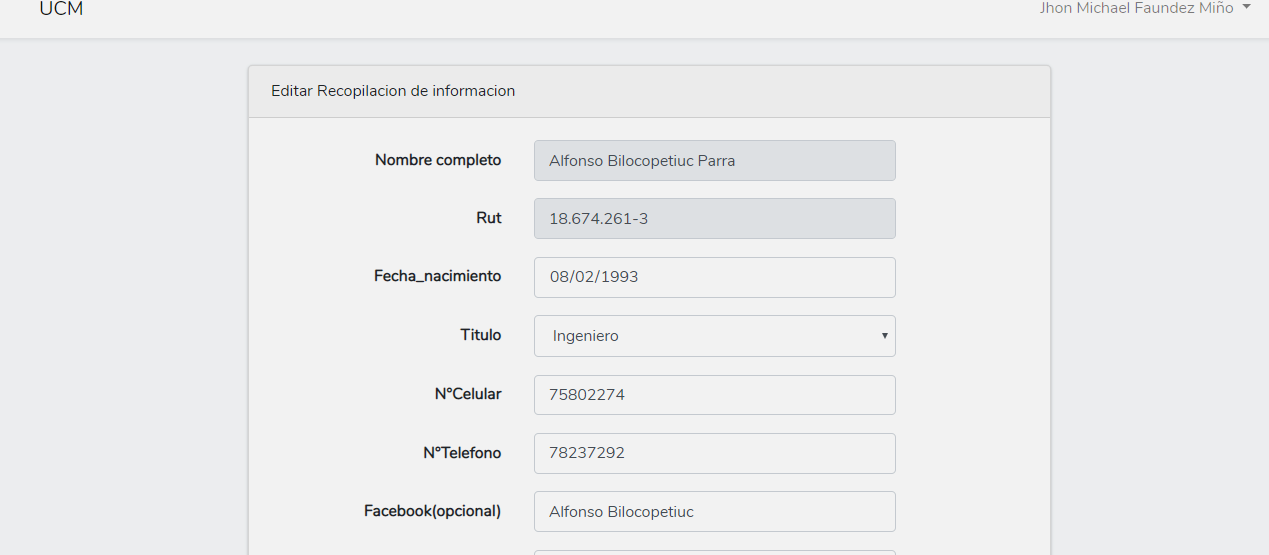 UCM
Jhon Michael Faundez Miño
Editar Recopilacion de informacion
Nombre completo Alfonso Bilocopetiuc Parra
Rut 18.674.261-3
Fecha_nacimiento 08/02/1993
Titulo Ingeniero
N°Celular 75802274
N°Telefono 78237292
Facebook(opcional) Alfonso Bilocopetiuc